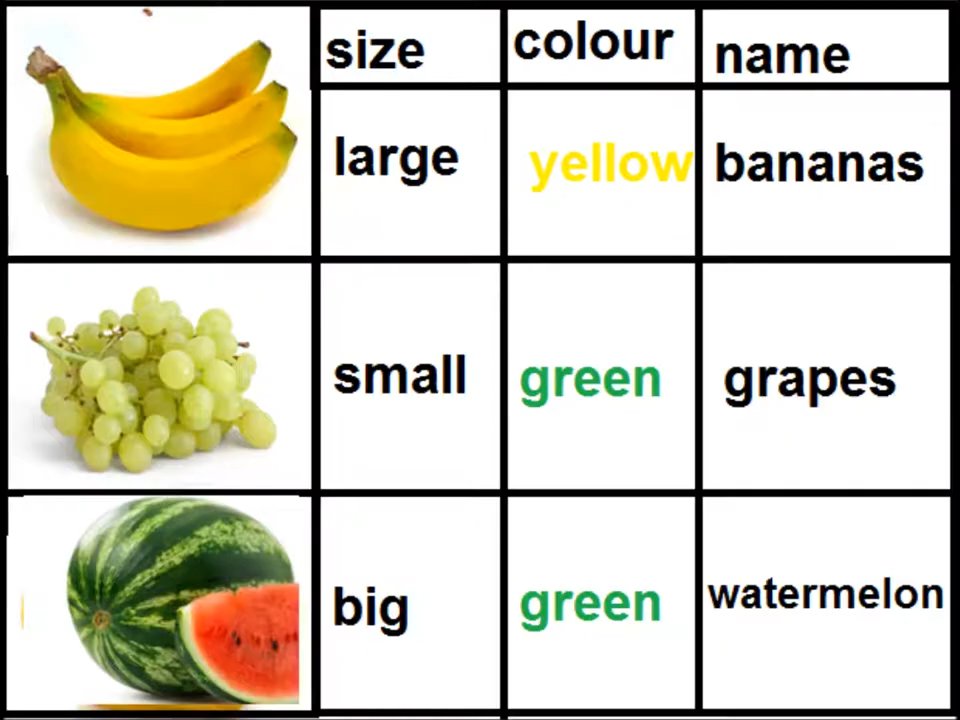 size colour name
large yellow bananas
small green grapes
big green watermelon